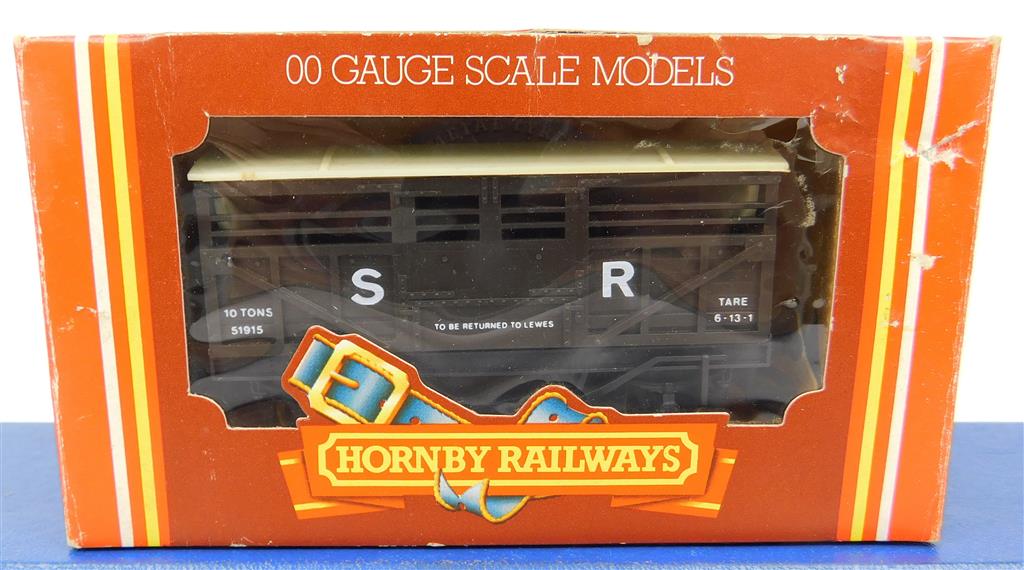 00 GAUGE SCALE MODELS
S R
10 TONS
51915
TO BE RETURNED TO LEWES
TARE
6-13-1
HORNBY RAILWAYS